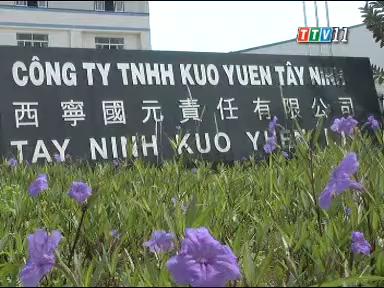 TTV11
CÔNG TY TNHH KUO YUEN TÂY NINH
西寧國元責任有限公司
TAY NINH KUO YUEN